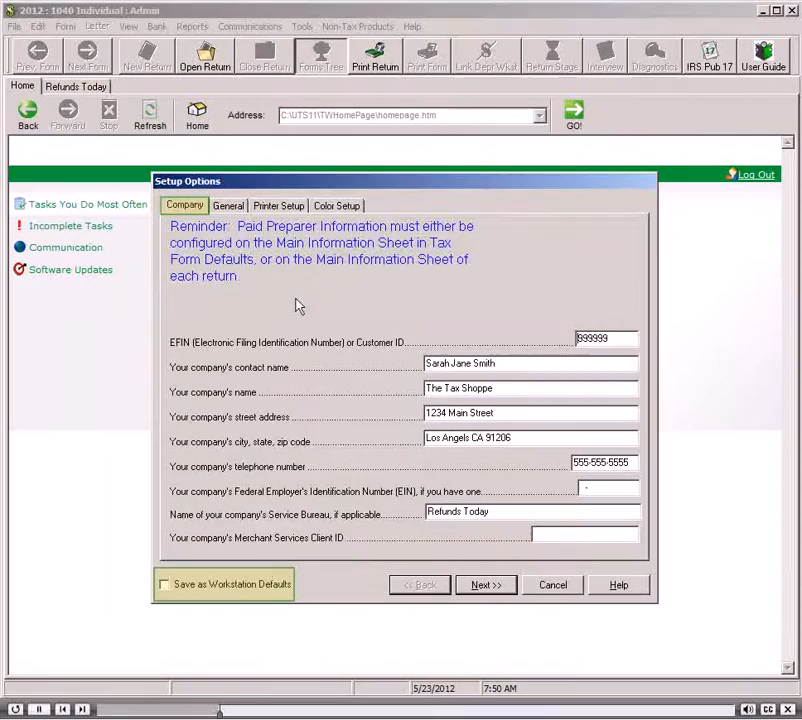 2012 : 1040 Individual : Admin
File Edit Form Letter View Bank Reports Communications Tools Non-Tax Products Help
Prev. Form Next Form New Return Open Return Close Return Forms Tree Print Return Print Form Link Depr Wkst Return Stage Interview Diagnostics 17 IRS Pub 17 User Guide
Home Refunds Today
Back Forward Stop Refresh Home Address: C:\UTS11\TWHomePage\homepage.htm GO!
Log Out
Tasks You Do Most Often
Incomplete Tasks
Communication
Software Updates
Setup Options
Company General Printer Setup Color Setup
Reminder: Paid Preparer Information must either be
configured on the Main Information Sheet in Tax
Form Defaults, or on the Main Information Sheet of
each return
EFIN (Electronic Filing Identification Number) or Customer ID 999999
Your company's contact name Sarah Jane Smith
Your company's name The Tax Shoppe
Your company's street address 1234 Main Street
Your company's city, state, zip code Los Angels CA 91206
Your company's telephone number 555-555-5555
Your company's Federal Employer's Identification Number (EIN), if you have one -
Name of your company's Service Bureau, if applicable Refunds Today
Your company's Merchant Services Client ID
Save as Workstation Defaults << Back Next >> Cancel Help
5/23/2012 7:50 AM
CC